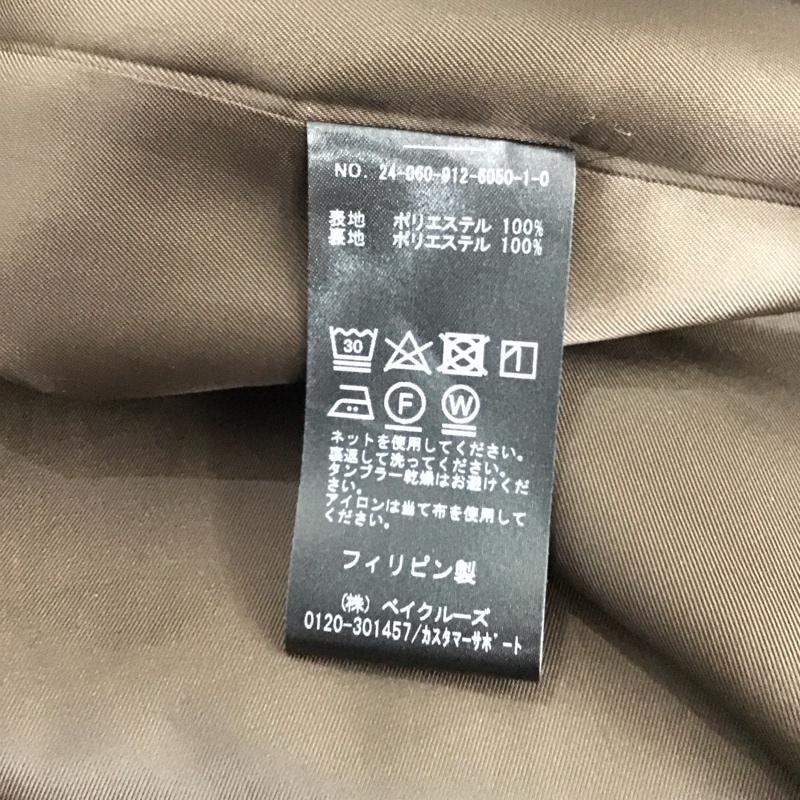 NO. 24-060-912-6050-1-0
表地 ポリエステル 100%
裏地 ポリエステル 100%
30
F W
ネットを使用してください。
裏返して洗ってください。
タンブラー乾燥はお避けくだ
さい。
アイロンは当て布を使用して
ください。
フィリピン製
(株) ベイクルーズ
0120-301457/カスタマーサポート